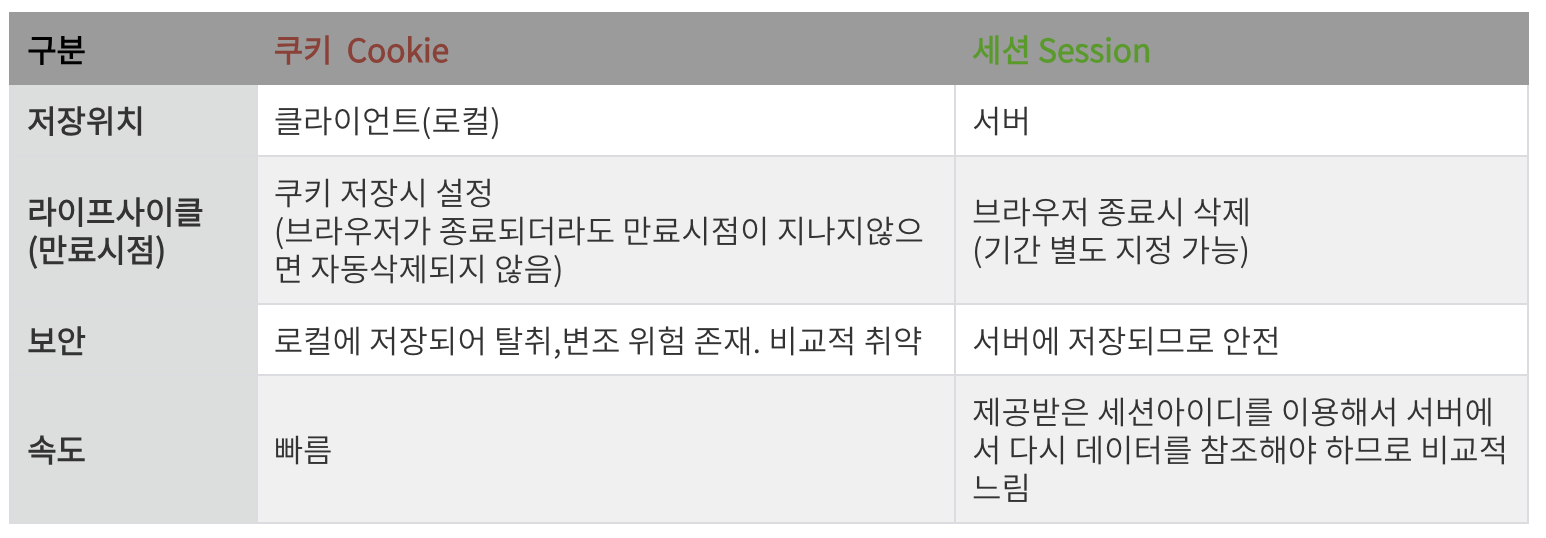 구분
쿠키 Cookie
세션 Session
저장위치
클라이언트(로컬)
서버
라이프사이클
(만료시점)
쿠키 저장시 설정
(브라우저가 종료되더라도 만료시점이 지나지않으
면 자동삭제되지 않음)
브라우저 종료시 삭제
(기간 별도 지정 가능)
보안
로컬에 저장되어 탈취,변조 위험 존재. 비교적 취약
서버에 저장되므로 안전
속도
빠름
제공받은 세션아이디를 이용해서 서버에
서 다시 데이터를 참조해야 하므로 비교적
느림